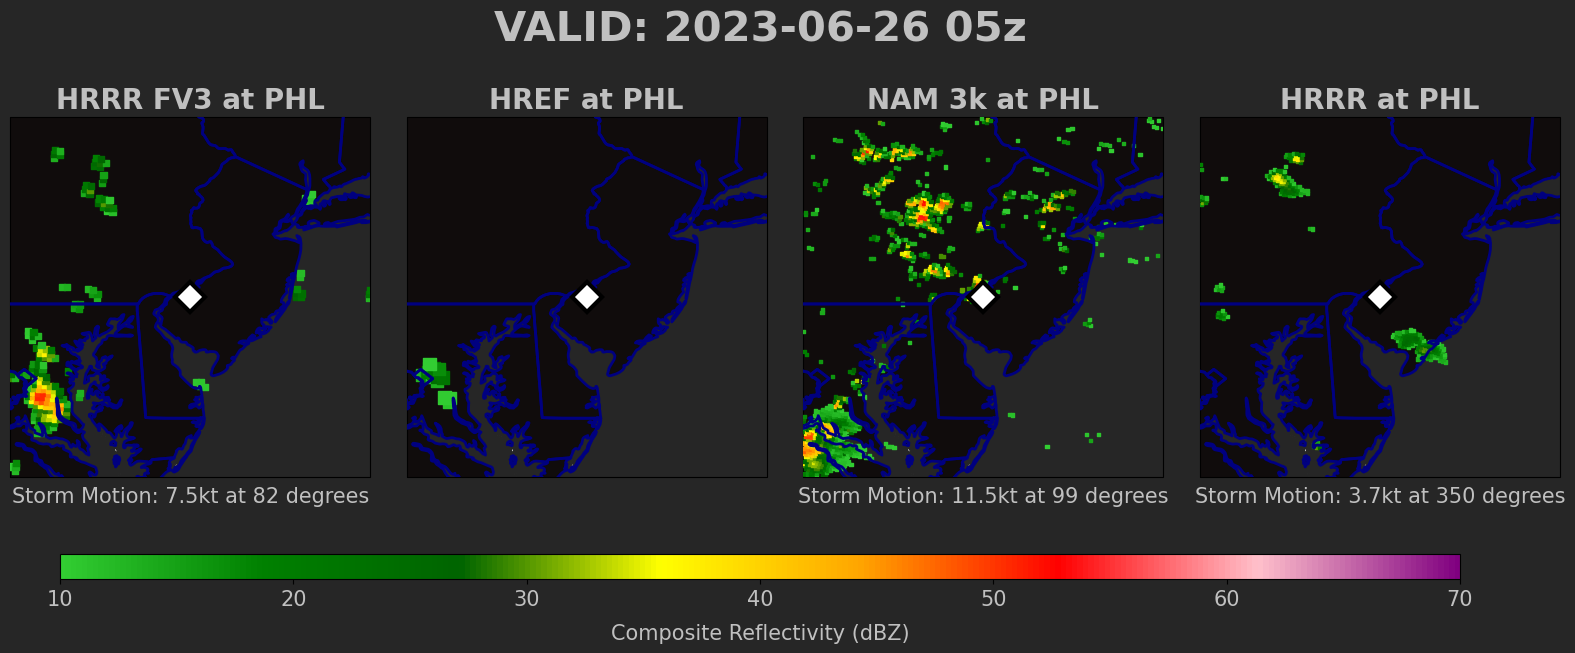 VALID: 2023-06-26 05z
HRRR FV3 at PHL
HREF at PHL
NAM 3k at PHL
HRRR at PHL
Storm Motion: 7.5kt at 82 degrees
Storm Motion: 11.5kt at 99 degrees
Storm Motion: 3.7kt at 350 degrees
10 20 30 40 50 60 70
Composite Reflectivity (dBZ)